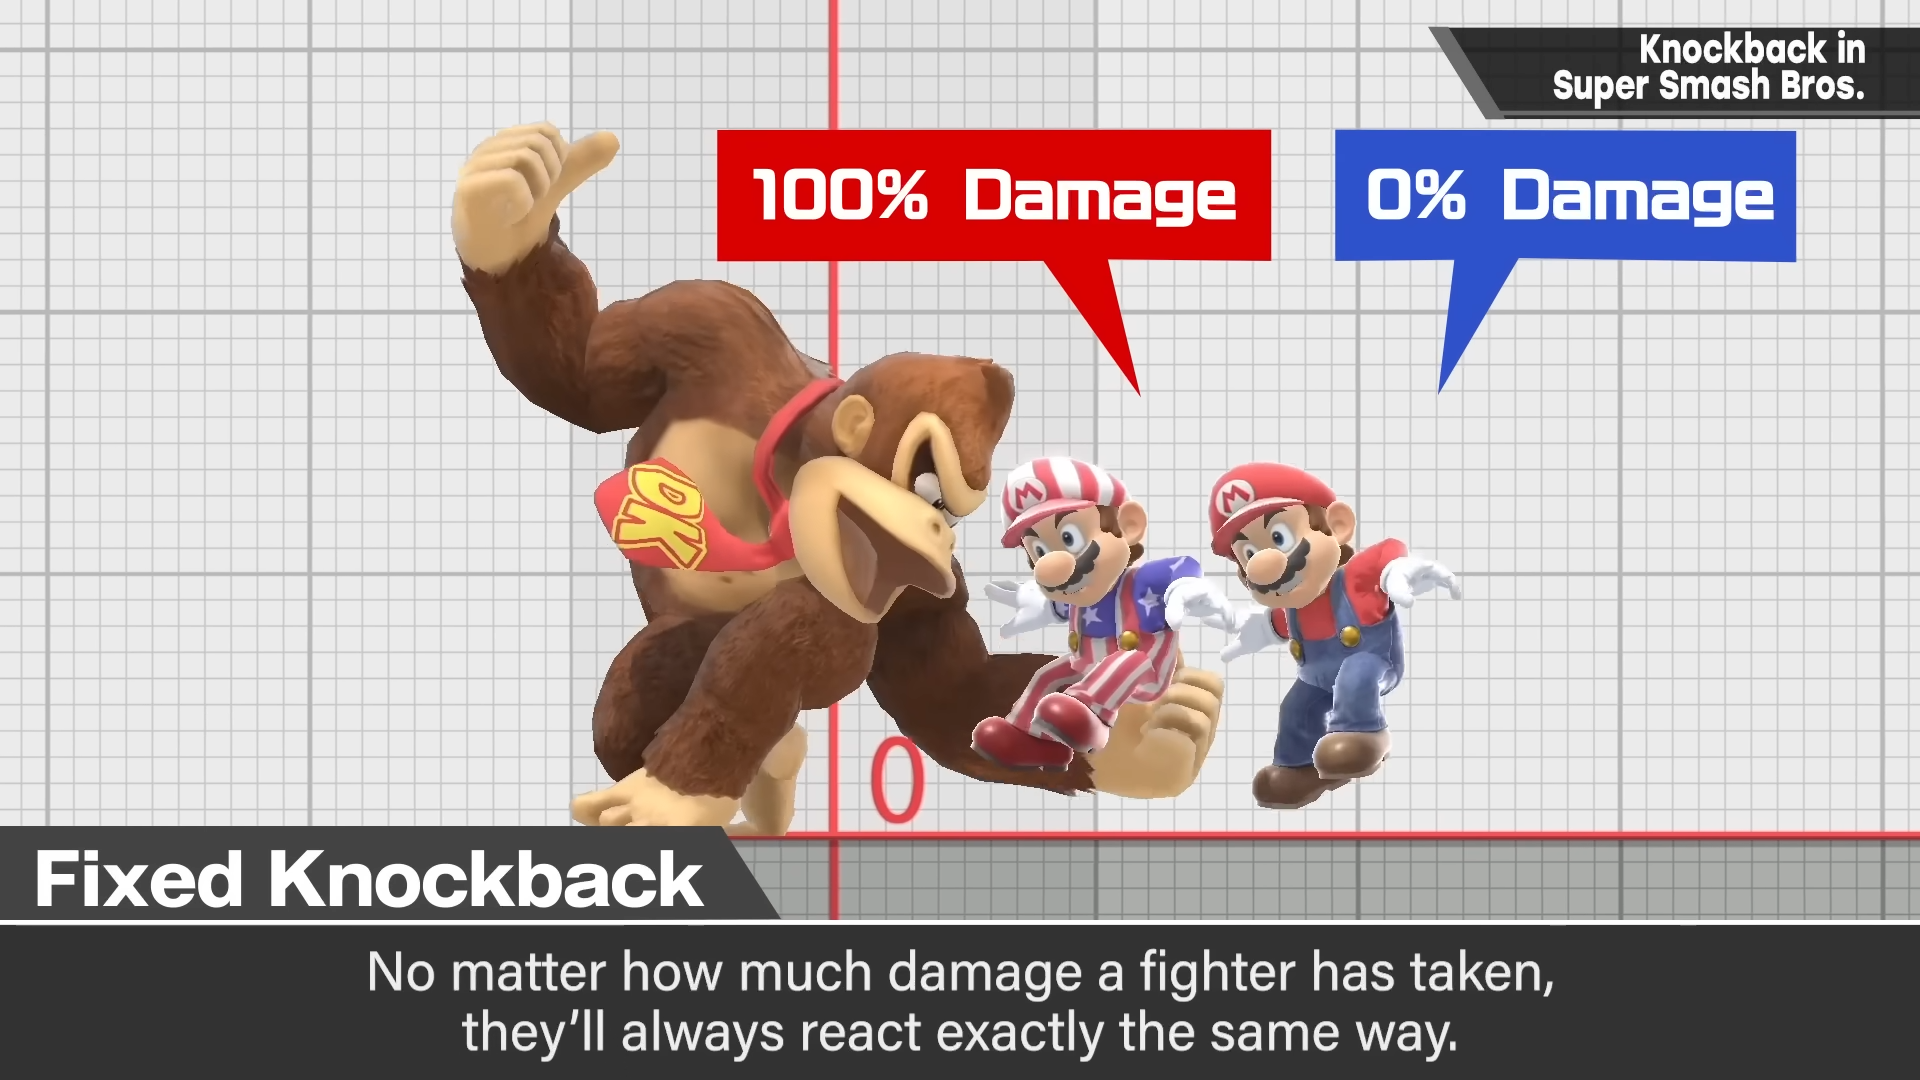 Knockback in
Super Smash Bros.
100% Damage
0% Damage
DK
M
M
0
Fixed Knockback
No matter how much damage a fighter has taken,
they’ll always react exactly the same way.